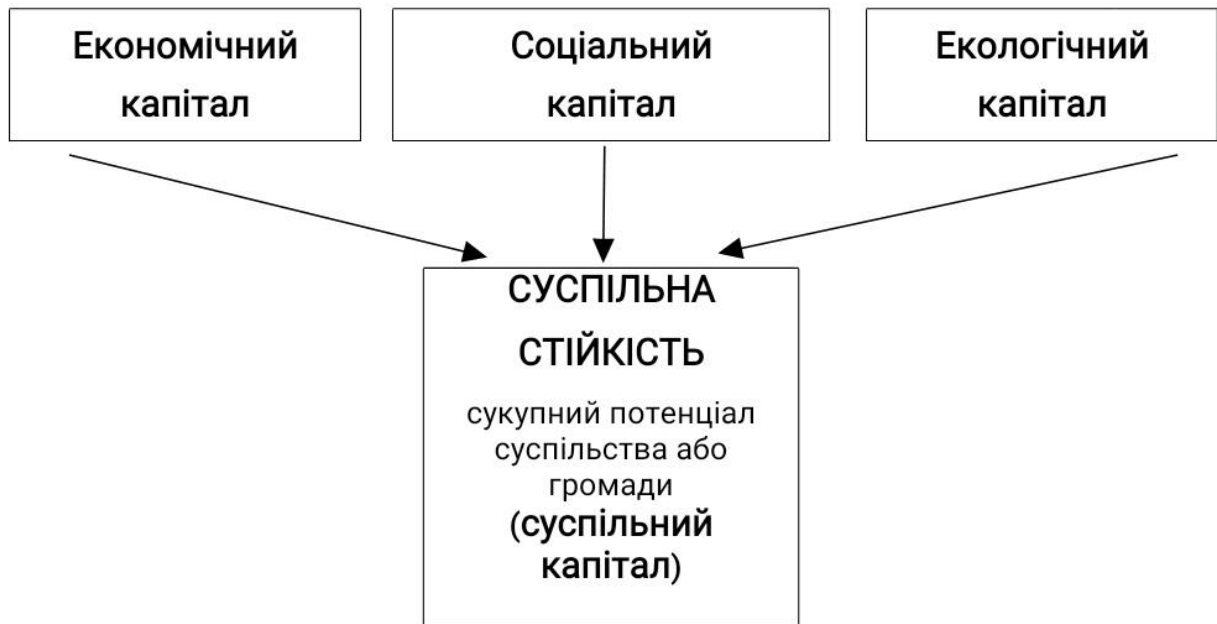 Економічний
капітал
Соціальний
капітал
Екологічний
капітал
СУСПІЛЬНА
СТІЙКІСТЬ
сукупний потенціал
суспільства або
громади
(суспільний
капітал)